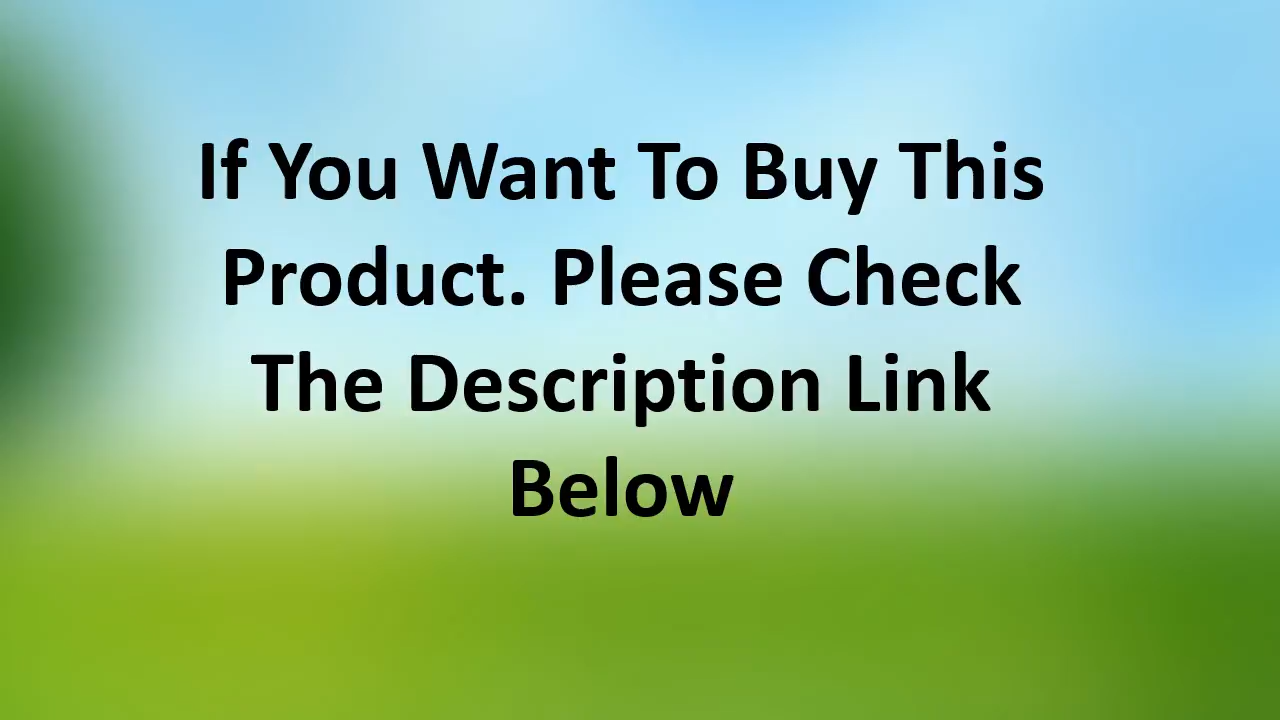 If You Want To Buy This
Product. Please Check
The Description Link
Below